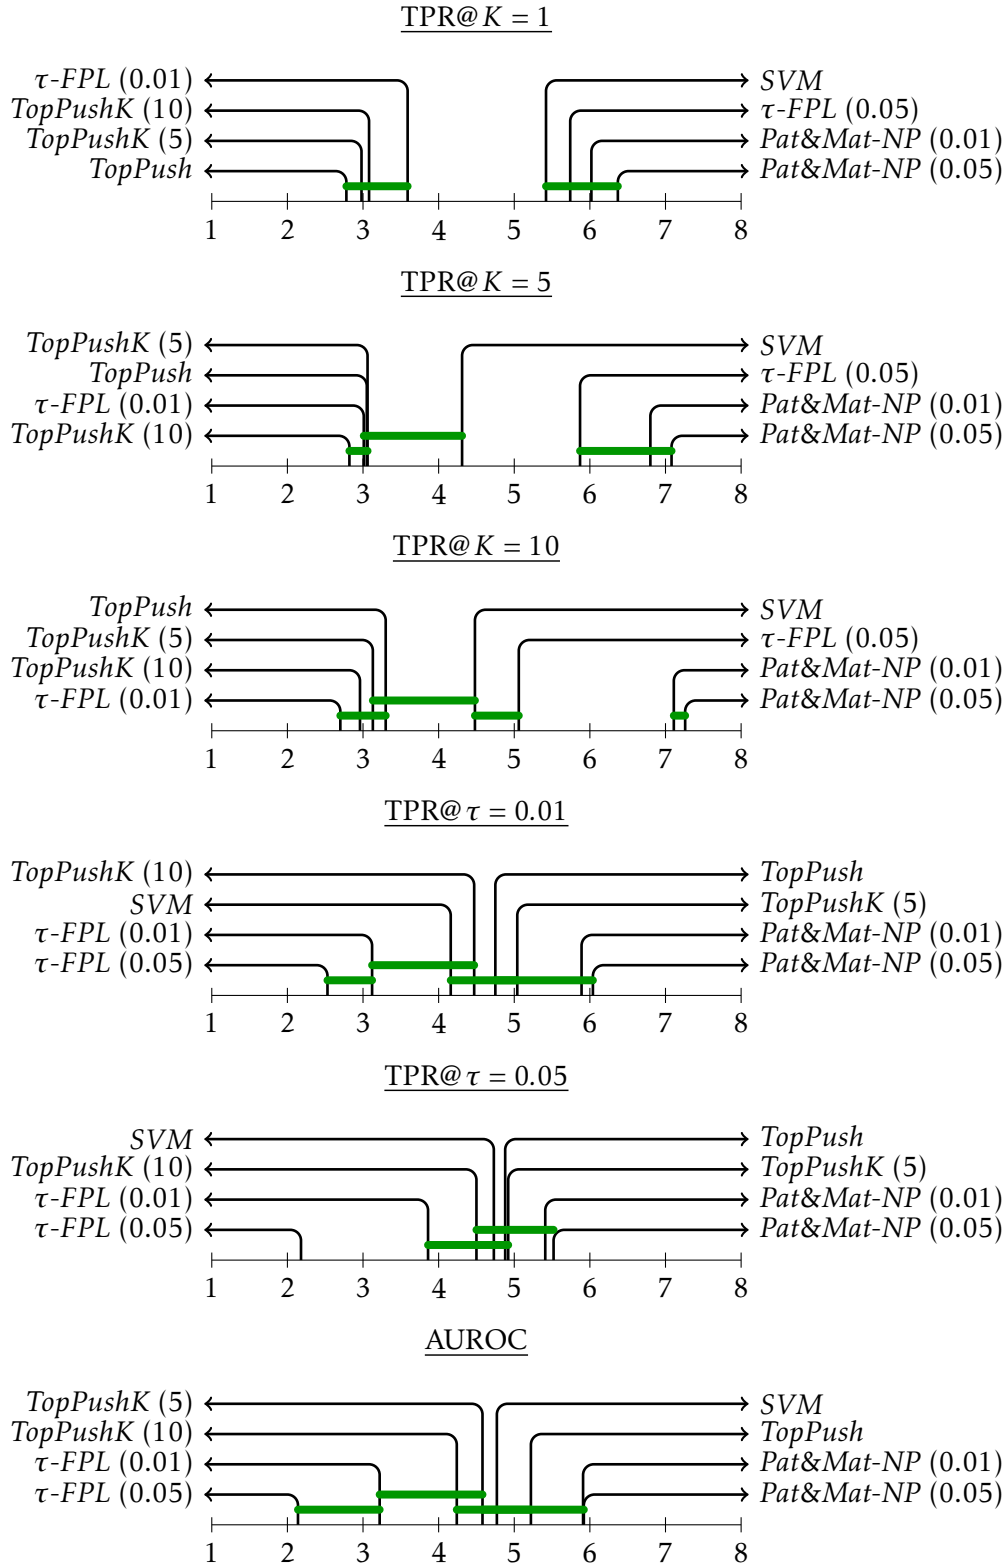 TPR@K = 1
τ-FPL (0.01) SVM
TopPushK (10) τ-FPL (0.05)
TopPushK (5) Pat&Mat-NP (0.01)
TopPush Pat&Mat-NP (0.05)
1 2 3 4 5 6 7 8
TPR@K = 5
TopPushK (5) SVM
TopPush τ-FPL (0.05)
τ-FPL (0.01) Pat&Mat-NP (0.01)
TopPushK (10) Pat&Mat-NP (0.05)
1 2 3 4 5 6 7 8
TPR@K = 10
TopPush SVM
TopPushK (5) τ-FPL (0.05)
TopPushK (10) Pat&Mat-NP (0.01)
τ-FPL (0.01) Pat&Mat-NP (0.05)
1 2 3 4 5 6 7 8
TPR@τ = 0.01
TopPushK (10) TopPush
SVM TopPushK (5)
τ-FPL (0.01) Pat&Mat-NP (0.01)
τ-FPL (0.05) Pat&Mat-NP (0.05)
1 2 3 4 5 6 7 8
TPR@τ = 0.05
SVM TopPush
TopPushK (10) TopPushK (5)
τ-FPL (0.01) Pat&Mat-NP (0.01)
τ-FPL (0.05) Pat&Mat-NP (0.05)
1 2 3 4 5 6 7 8
AUROC
TopPushK (5) SVM
TopPushK (10) TopPush
τ-FPL (0.01) Pat&Mat-NP (0.01)
τ-FPL (0.05) Pat&Mat-NP (0.05)
1 2 3 4 5 6 7 8